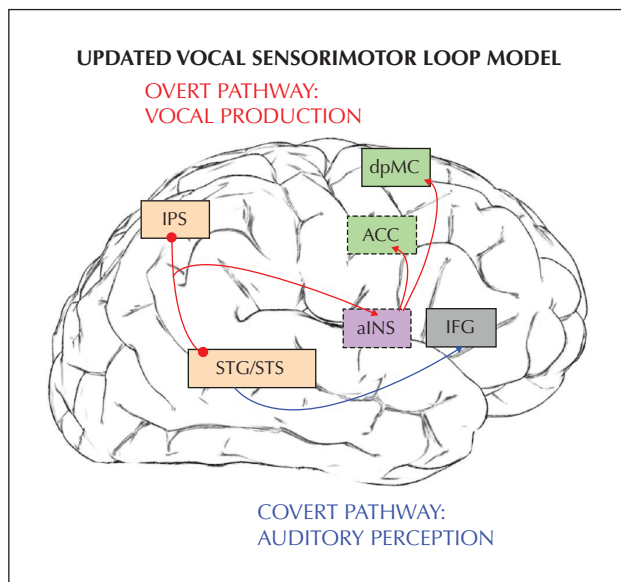 UPDATED VOCAL SENSORIMOTOR LOOP MODEL
OVERT PATHWAY:
VOCAL PRODUCTION
dpMC
IPS
ACC
aINS
IFG
STG/STS
COVERT PATHWAY:
AUDITORY PERCEPTION